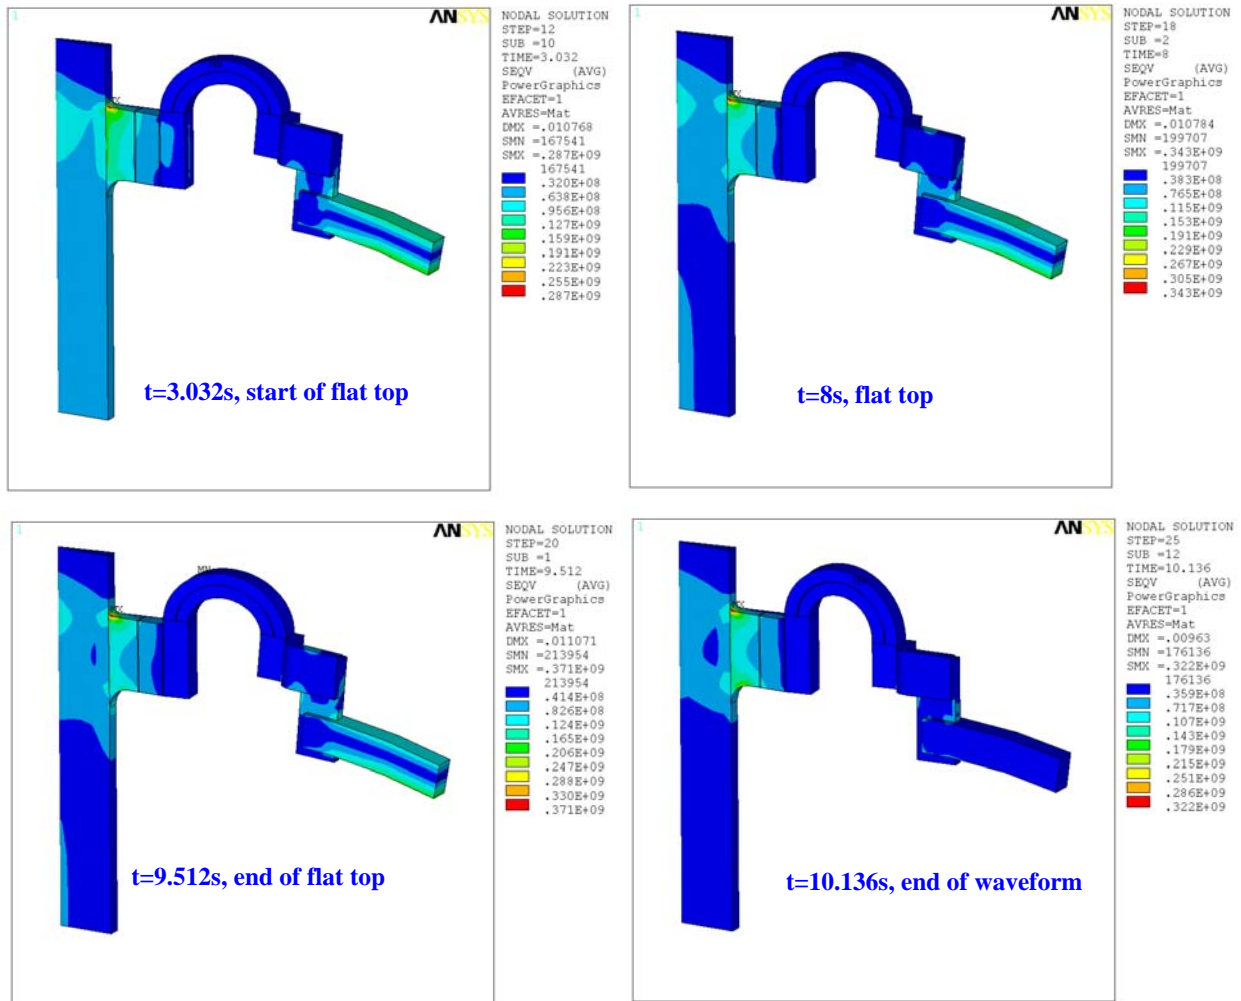 1
ANSYS
NODAL SOLUTION
STEP=12
SUB =10
TIME=3.032
SEQV (AVG)
PowerGraphics
EFACET=1
AVRES=Mat
DMX =.010768
SMN =167541
SMX =.287E+09
167541
.320E+08
.638E+08
.956E+08
.127E+09
.159E+09
.191E+09
.223E+09
.255E+09
.287E+09
t=3.032s, start of flat top
1
ANSYS
NODAL SOLUTION
STEP=18
SUB =2
TIME=8
SEQV (AVG)
PowerGraphics
EFACET=1
AVRES=Mat
DMX =.010784
SMN =199707
SMX =.343E+09
199707
.383E+08
.765E+08
.115E+09
.153E+09
.191E+09
.229E+09
.267E+09
.305E+09
.343E+09
t=8s, flat top
1
ANSYS
NODAL SOLUTION
STEP=20
SUB =1
TIME=9.512
SEQV (AVG)
PowerGraphics
EFACET=1
AVRES=Mat
DMX =.011071
SMN =213954
SMX =.371E+09
213954
.414E+08
.826E+08
.124E+09
.165E+09
.206E+09
.247E+09
.288E+09
.330E+09
.371E+09
MN
t=9.512s, end of flat top
1
ANSYS
NODAL SOLUTION
STEP=25
SUB =12
TIME=10.136
SEQV (AVG)
PowerGraphics
EFACET=1
AVRES=Mat
DMX =.00963
SMN =176136
SMX =.322E+09
176136
.359E+08
.717E+08
.107E+09
.143E+09
.179E+09
.215E+09
.251E+09
.286E+09
.322E+09
t=10.136s, end of waveform